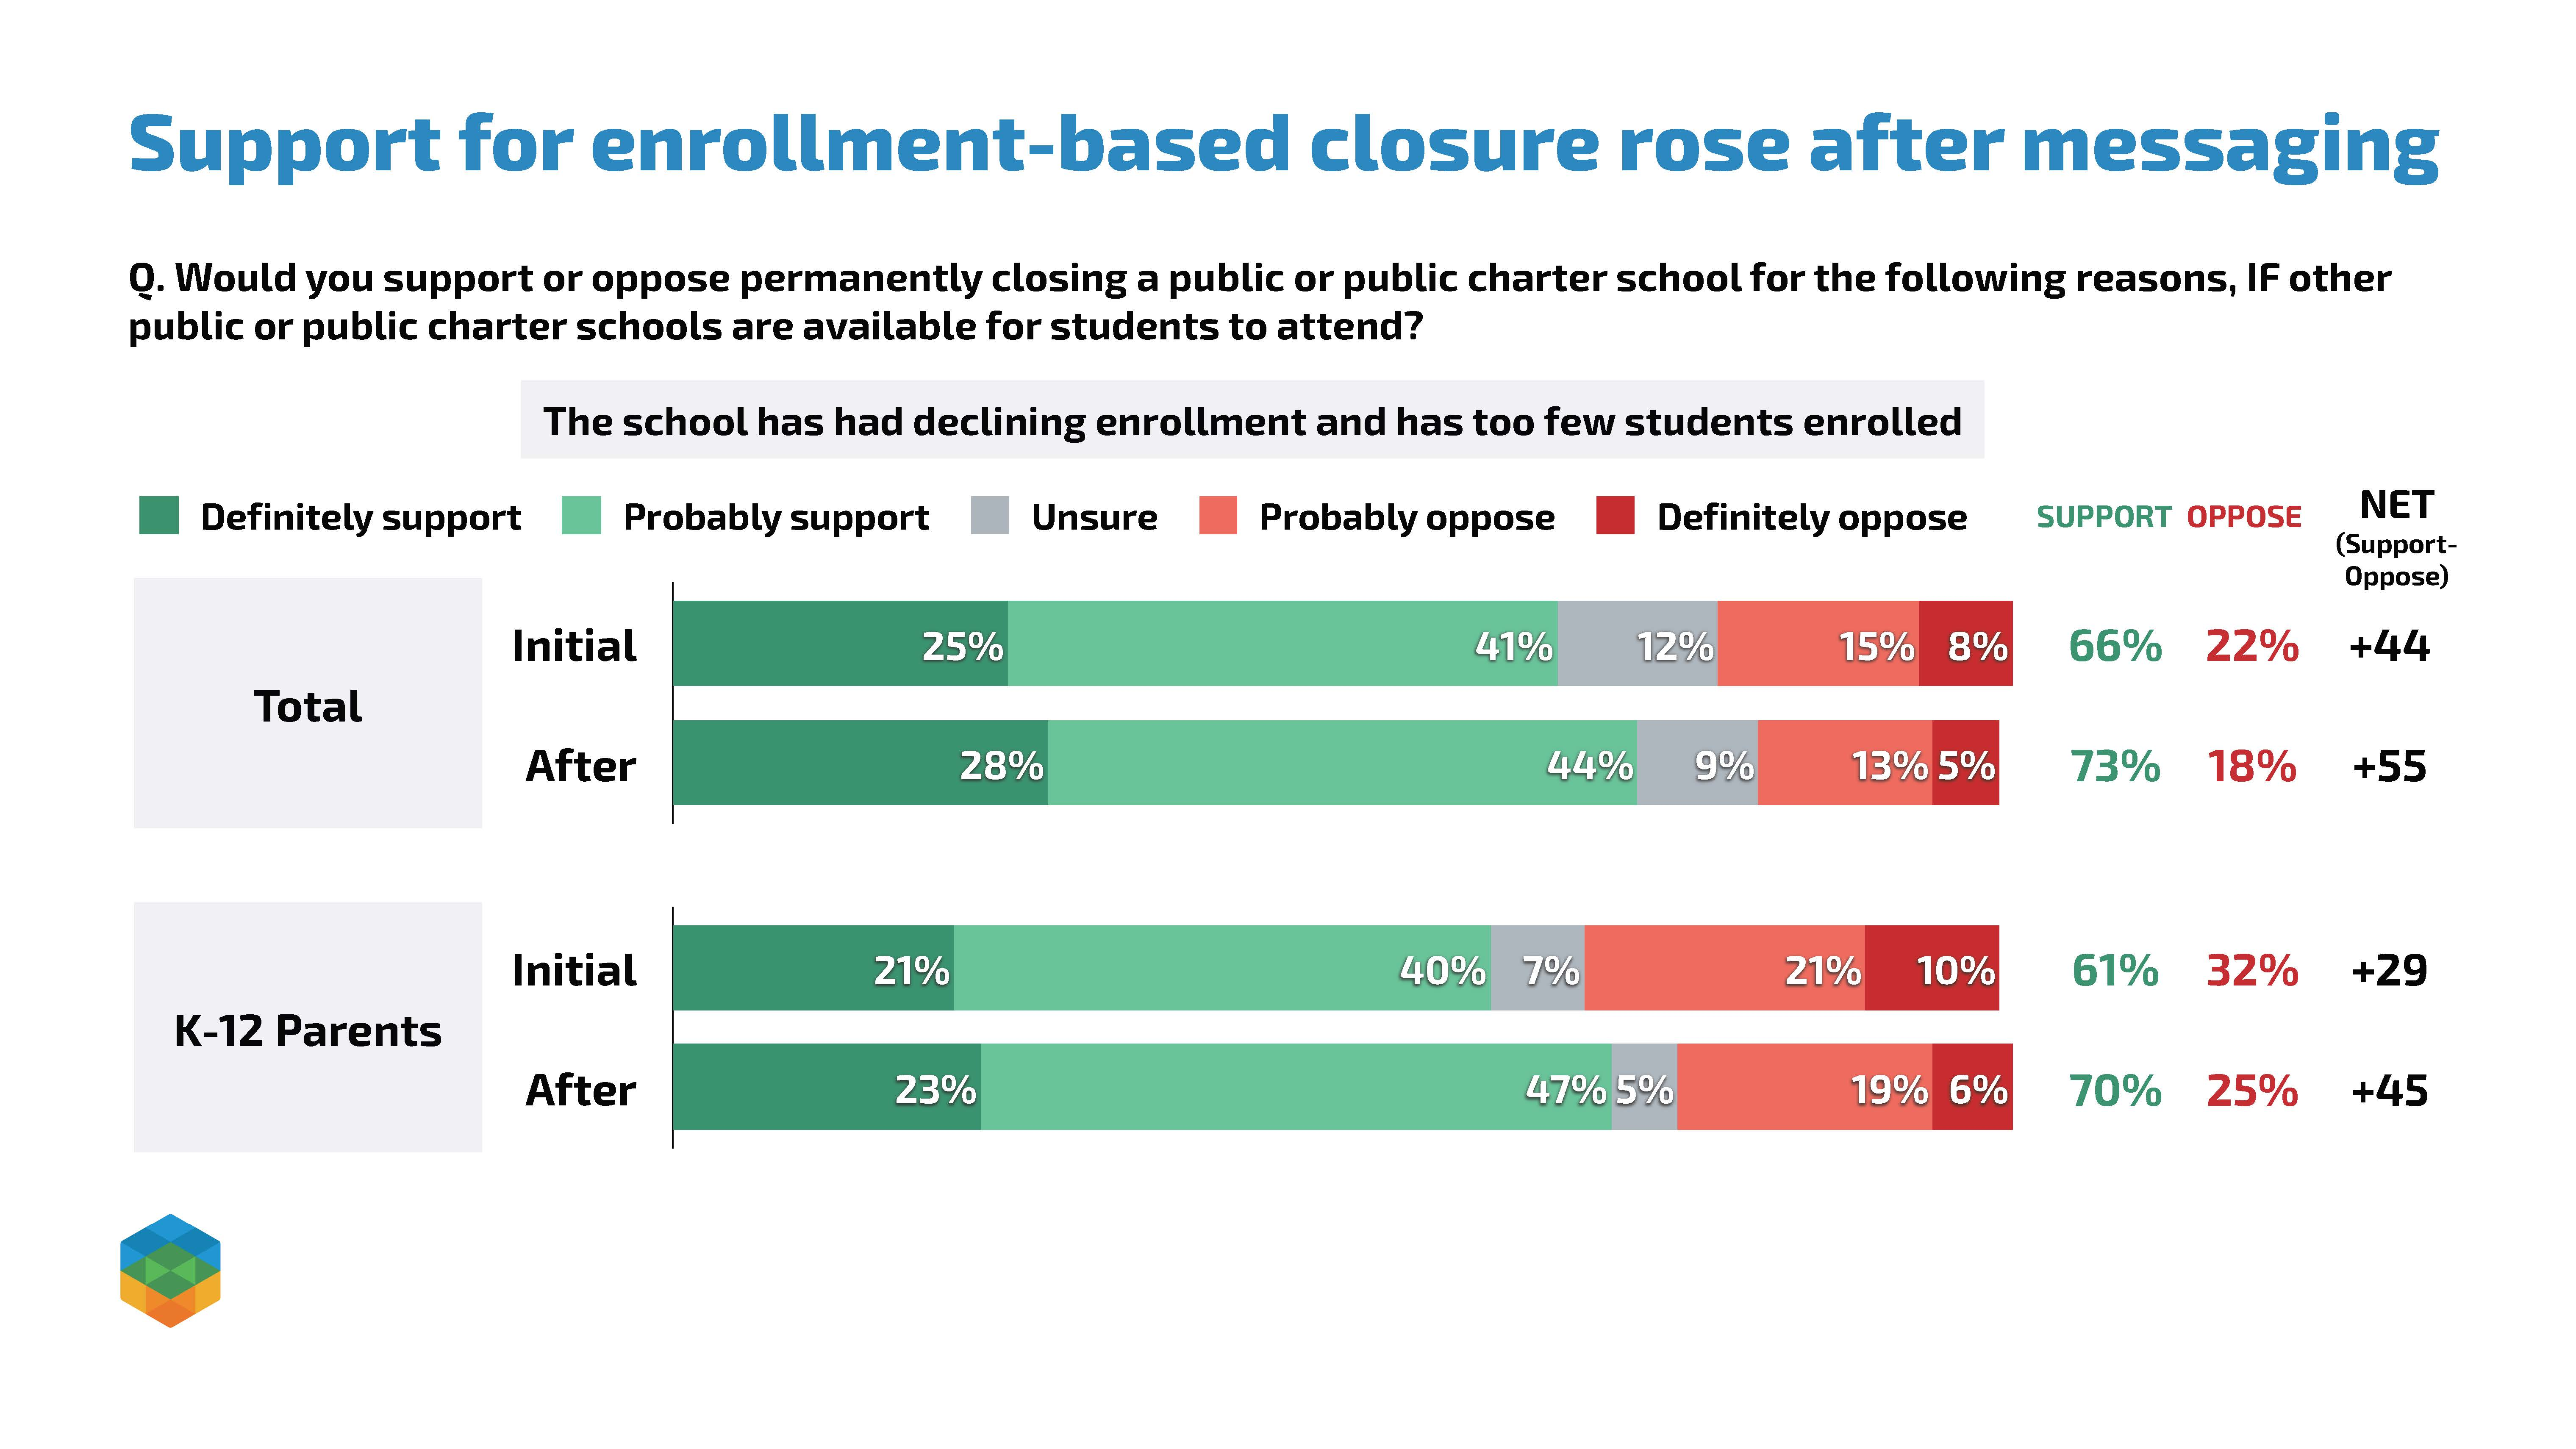 Support for enrollment-based closure rose after messaging
Q. Would you support or oppose permanently closing a public or public charter school for the following reasons, IF other
public or public charter schools are available for students to attend?
The school has had declining enrollment and has too few students enrolled
Definitely support Probably support Unsure Probably oppose Definitely oppose SUPPORT OPPOSE NET
(Support-
Oppose)
Total
Initial 25% 41% 12% 15% 8% 66% 22% +44
After 28% 44% 9% 13% 5% 73% 18% +55
K-12 Parents
Initial 21% 40% 7% 21% 10% 61% 32% +29
After 23% 47% 5% 19% 6% 70% 25% +45